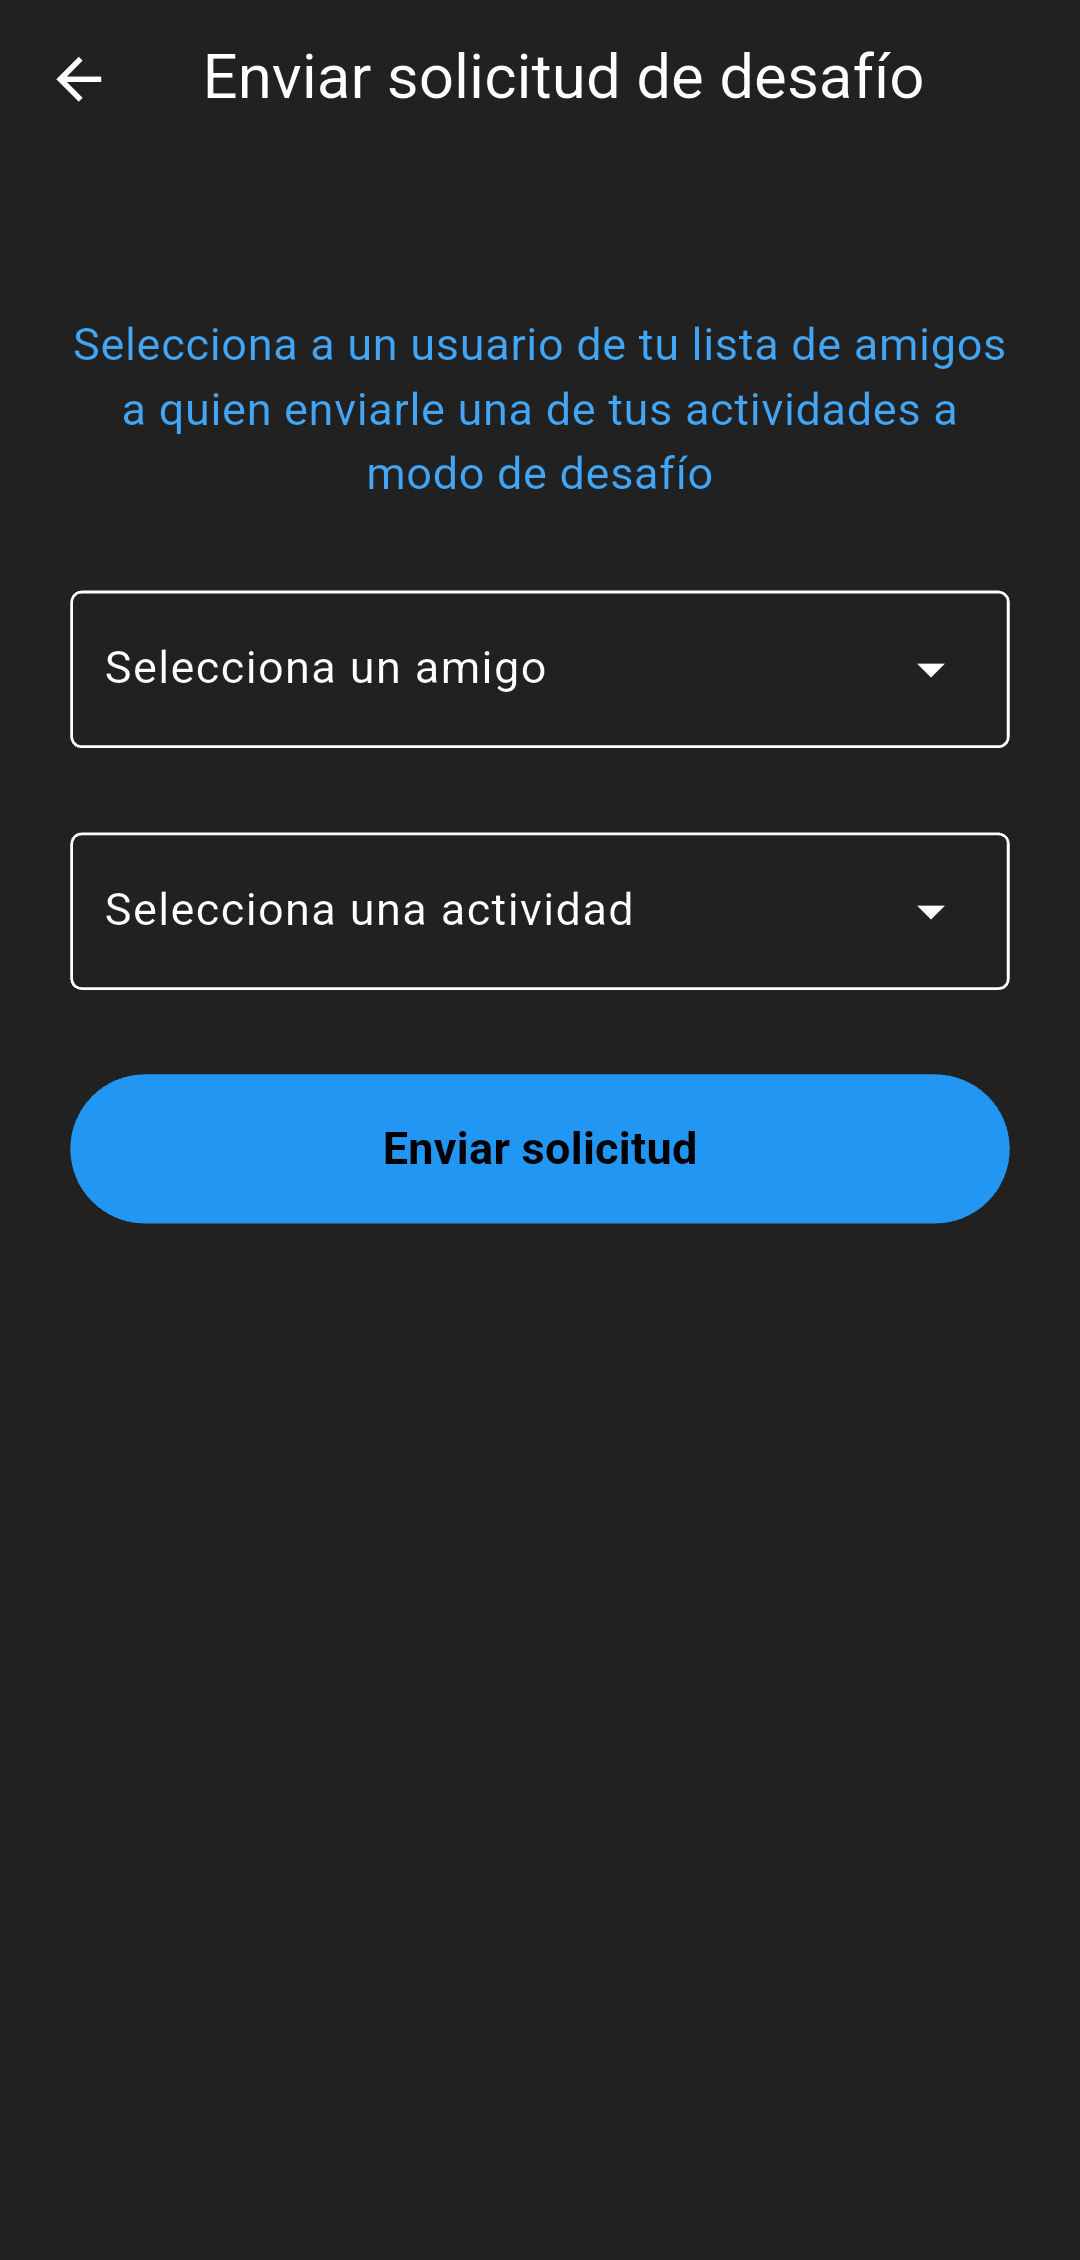 Enviar solicitud de desafío
Selecciona a un usuario de tu lista de amigos
a quien enviarle una de tus actividades a
modo de desafío
Selecciona un amigo
Selecciona una actividad
Enviar solicitud